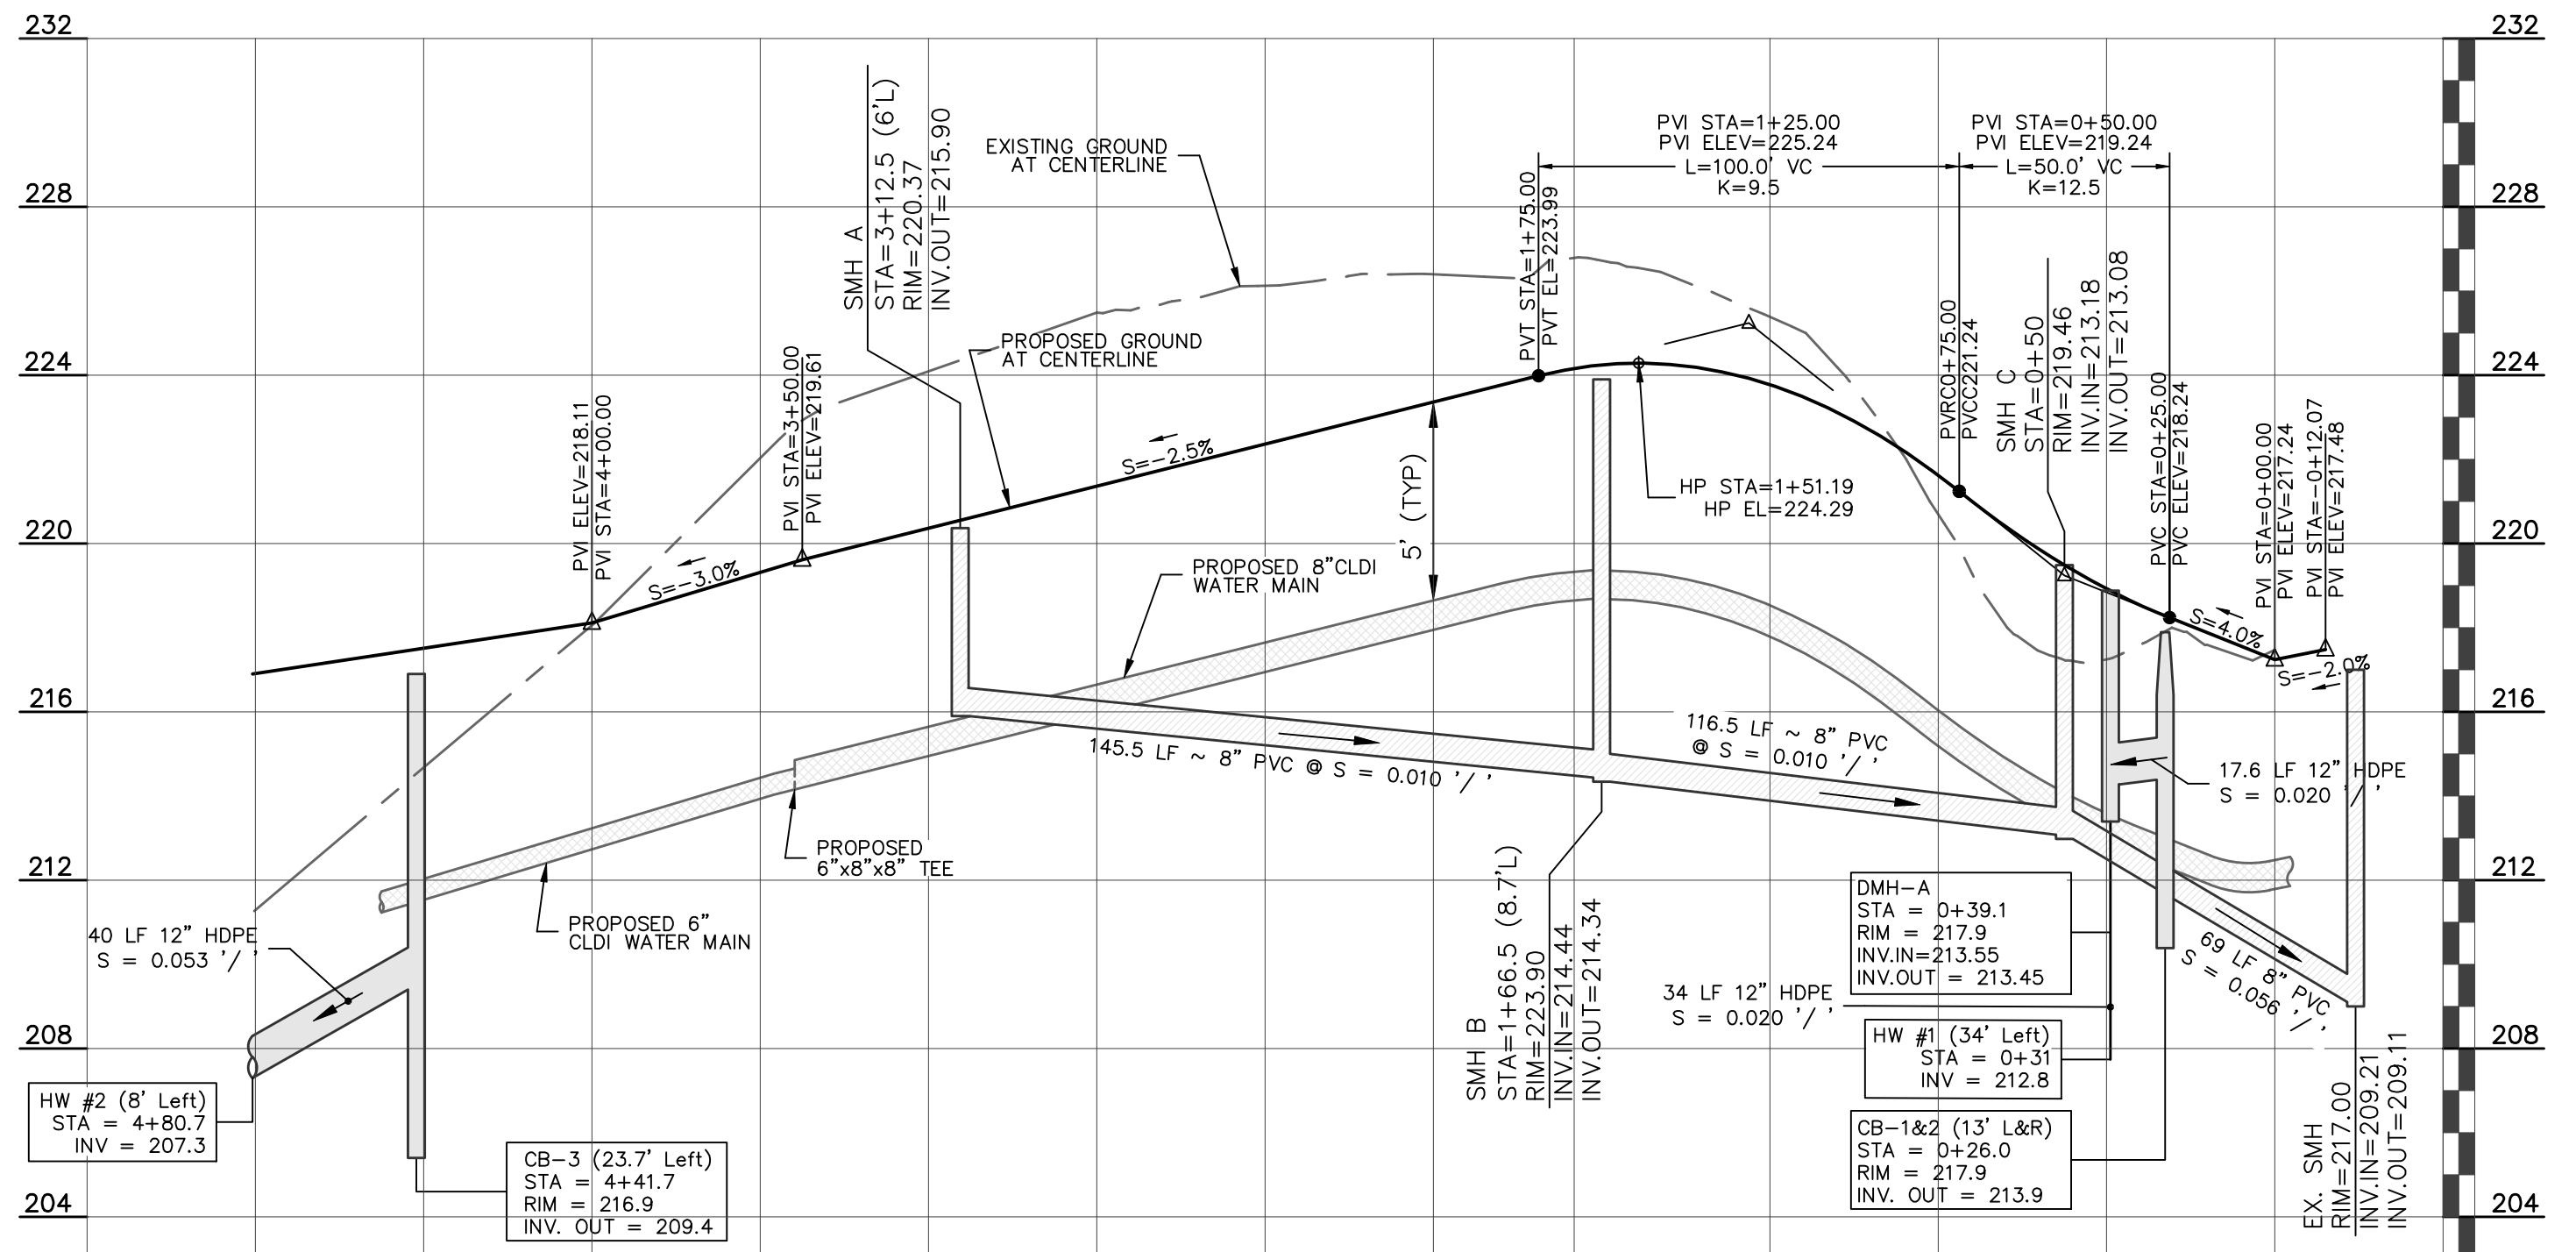 232
228
224
220
216
212
208
204
232
228
224
220
216
212
208
204
SMH A
STA=3+12.5 (6'L)
RIM=220.37
INV.OUT=215.90
EXISTING GROUND
AT CENTERLINE
PROPOSED GROUND
AT CENTERLINE
PVI ELEV=218.11
PVI STA=4+00.00
PVI STA=3+50.00
PVI ELEV=219.61
S=-3.0%
S=-2.5%
PVT STA=1+75.00
PVT EL=223.99
PVI STA=1+25.00
PVI ELEV=225.24
L=100.0' VC
K=9.5
PVI STA=0+50.00
PVI ELEV=219.24
L=50.0' VC
K=12.5
PVRC0+75.00
PVCC221.24
SMH C
STA=0+50
RIM=219.46
INV.IN=213.18
INV.OUT=213.08
PVC STA=0+25.00
PVC ELEV=218.24
PVI STA=0+00.00
PVI ELEV=217.24
PVI STA=-0+12.07
PVI ELEV=217.48
S=4.0%
S=-2.0%
HP STA=1+51.19
HP EL=224.29
5' (TYP)
PROPOSED 8"CLDI
WATER MAIN
145.5 LF ~ 8" PVC @ S = 0.010 '/ '
116.5 LF ~ 8" PVC
@ S = 0.010 '/ '
17.6 LF 12" HDPE
S = 0.020 '/ '
PROPOSED
6"x8"x8" TEE
PROPOSED 6"
CLDI WATER MAIN
40 LF 12" HDPE
S = 0.053 '/ '
HW #2 (8' Left)
STA = 4+80.7
INV = 207.3
CB-3 (23.7' Left)
STA = 4+41.7
RIM = 216.9
INV. OUT = 209.4
SMH B
STA=1+66.5 (8.7'L)
RIM=223.90
INV.IN=214.44
INV.OUT=214.34
DMH-A
STA = 0+39.1
RIM = 217.9
INV.IN=213.55
INV.OUT = 213.45
34 LF 12" HDPE
S = 0.020 '/ '
HW #1 (34' Left)
STA = 0+31
INV = 212.8
CB-1&2 (13' L&R)
STA = 0+26.0
RIM = 217.9
INV. OUT = 213.9
69 LF 8" PVC
S = 0.056 '/ '
EX. SMH
RIM=217.00
INV.IN=209.21
INV.OUT=209.11